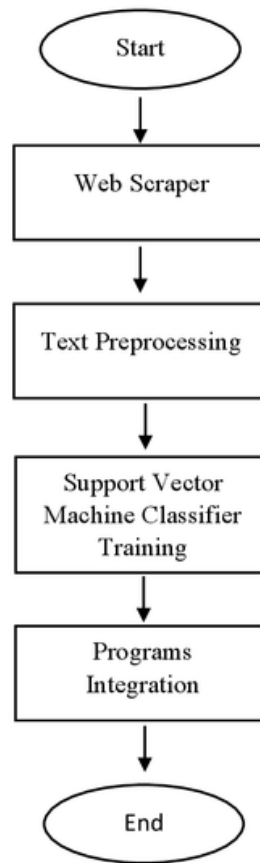 Start
Web Scraper
Text Preprocessing
Support Vector
Machine Classifier
Training
Programs
Integration
End